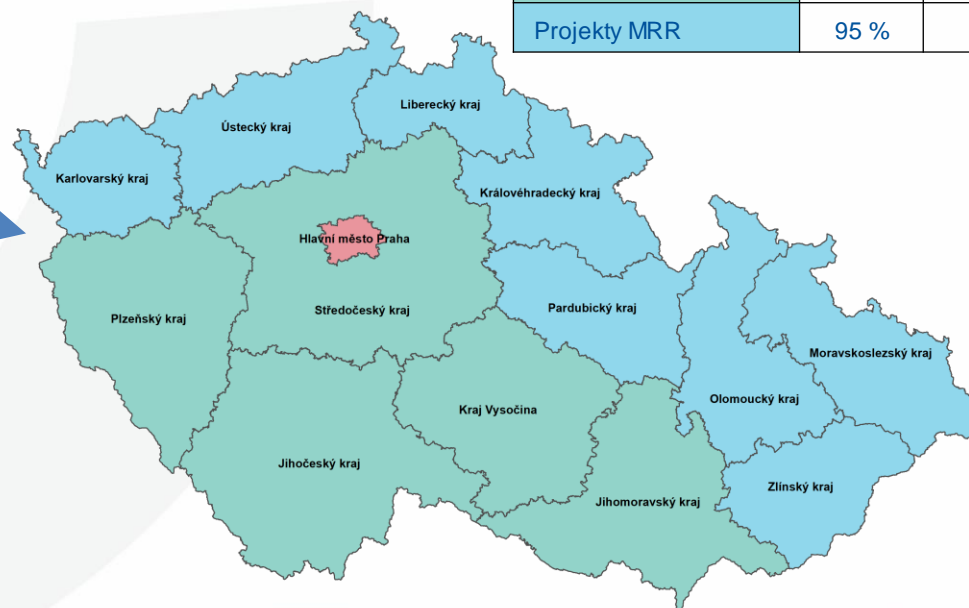 Projekty MRR 95 %
Liberecký kraj
Ústecký kraj
Karlovarský kraj
Královéhradecký kraj
Hlavní město Praha
Pardubický kraj
Středočeský kraj
Plzeňský kraj
Moravskoslezský kraj
Olomoucký kraj
Kraj Vysočina
Jihočeský kraj
Zlínský kraj
Jihomoravský kraj